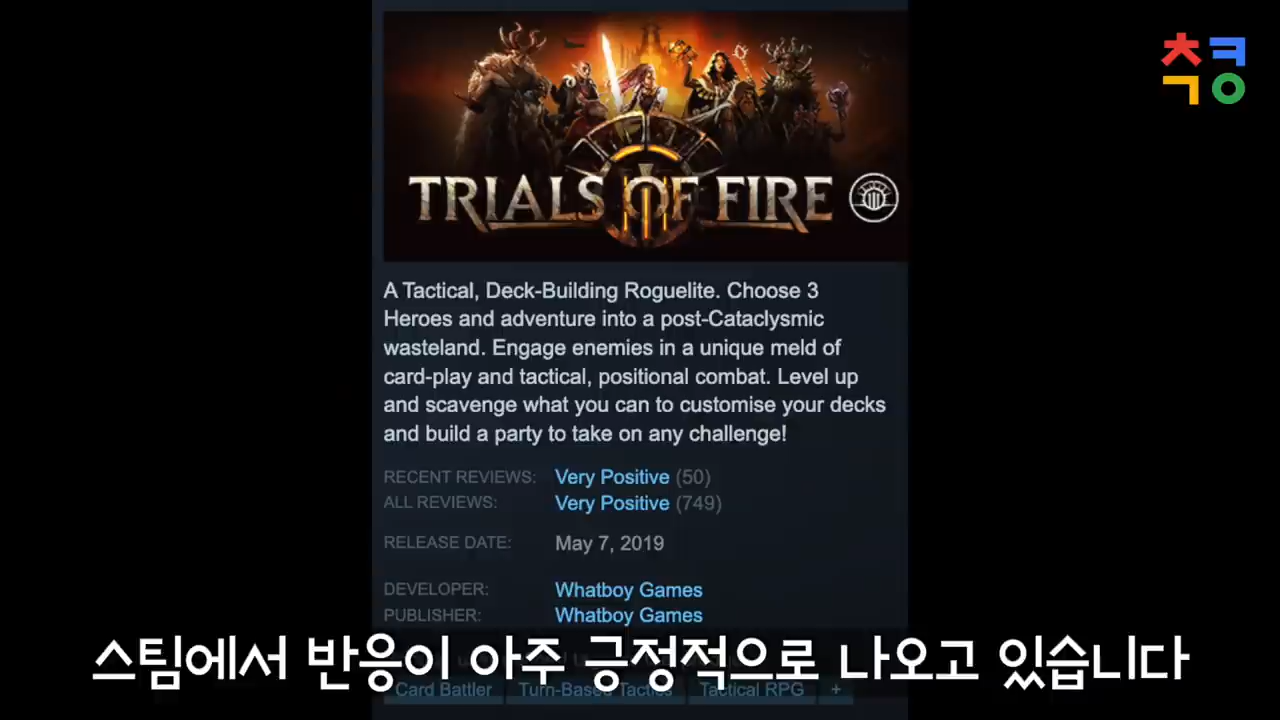 칙쿵
TRIALS OF FIRE
A Tactical, Deck-Building Roguelite. Choose 3
Heroes and adventure into a post-Cataclysmic
wasteland. Engage enemies in a unique meld of
card-play and tactical, positional combat. Level up
and scavenge what you can to customise your decks
and build a party to take on any challenge!
RECENT REVIEWS: Very Positive (50)
ALL REVIEWS: Very Positive (749)
RELEASE DATE: May 7, 2019
DEVELOPER: Whatboy Games
PUBLISHER: Whatboy Games
스팀에서 반응이 아주 긍정적으로 나오고 있습니다
Card Battler Turn-Based Tactics Tactical RPG +